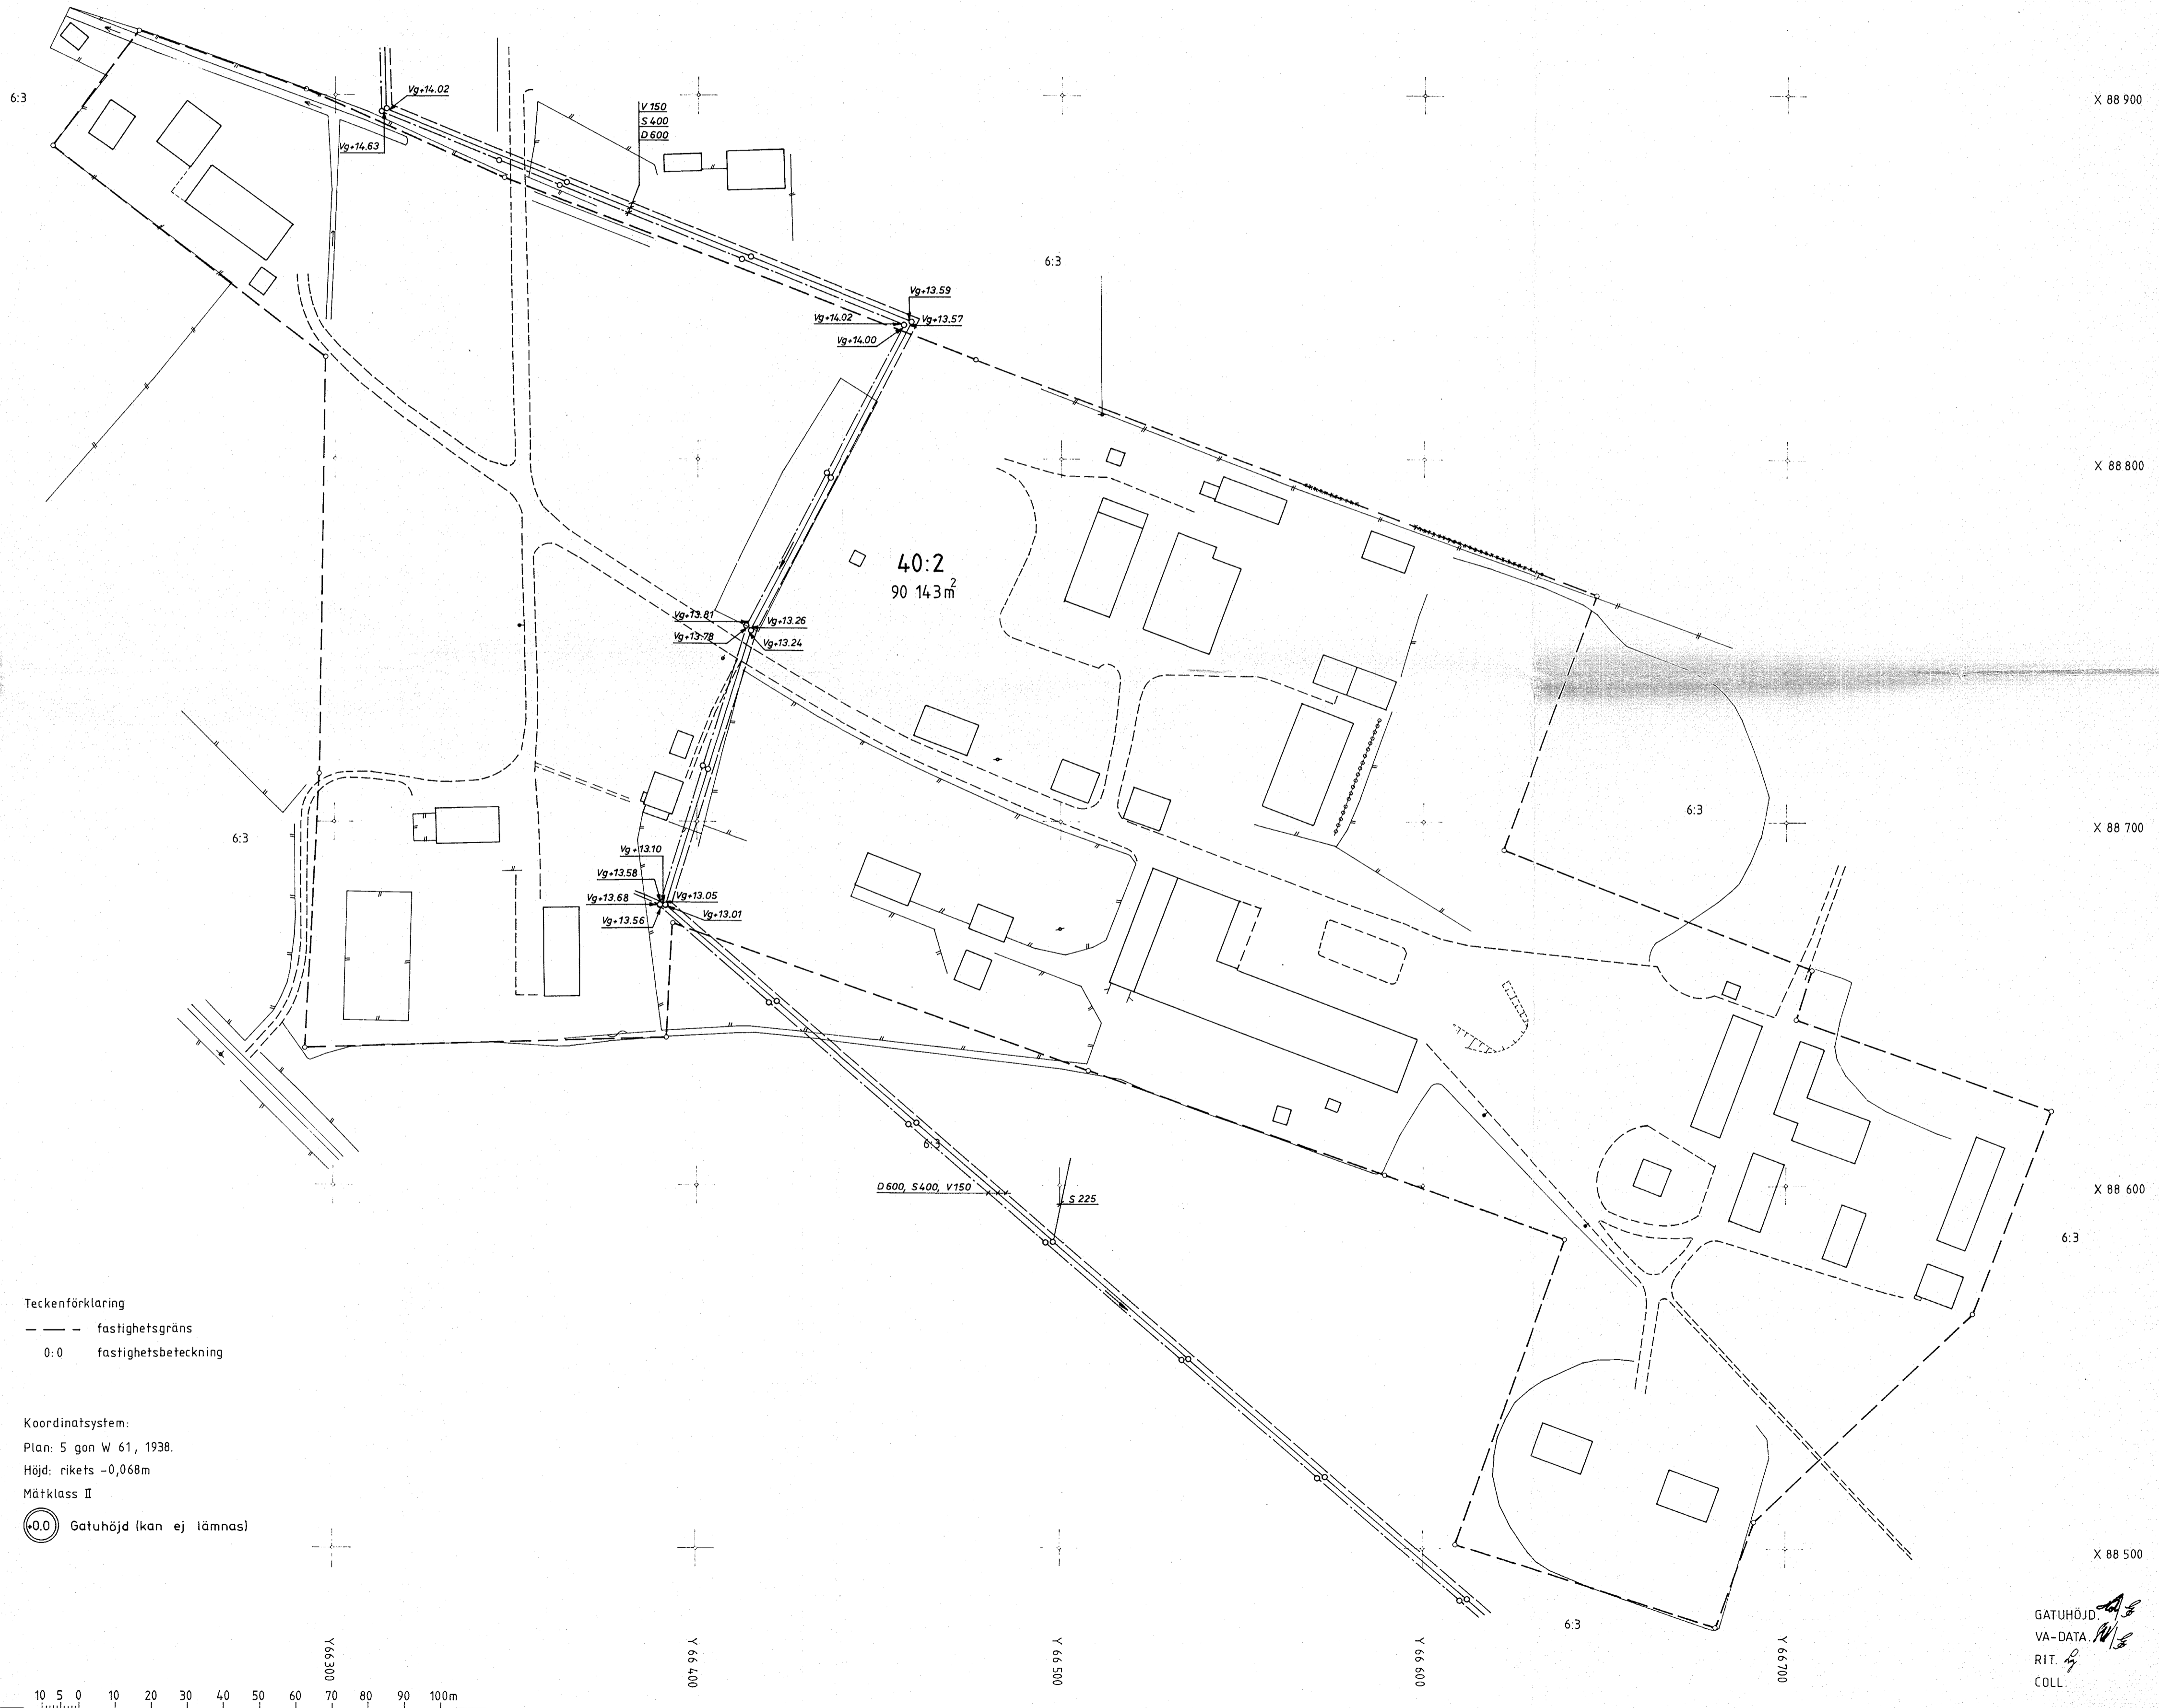 6:3
Vg+14.02
X 88 900
V 150
S 400
D 600
Vg+14.63
6:3
Vg+13.59
Vg+14.02
Vg+13.57
Vg+14.00
X 88 800
40:2
90 143m²
Vg+13.81
Vg+13.26
Vg+13.78
Vg+13.24
6:3
6:3
X 88 700
Vg+13.10
Vg+13.58
Vg+13.68
Vg+13.05
Vg+13.56
Vg+13.01
6:3
D600, S400, V150
S 225
X 88 600
6:3
Teckenförklaring
fastighetsgräns
0:0 fastighetsbeteckning
Koordinatsystem:
Plan: 5 gon W 61, 1938.
Höjd: rikets -0,068m
Mätklass II
+0.0 Gatuhöjd (kan ej lämnas)
X 88 500
6:3
GATUHÖJD.
VA-DATA.
RIT.
COLL.
Y 66 300
Y 66 400
Y 66 500
Y 66 600
Y 66 700
10 5 0 10 20 30 40 50 60 70 80 90 100m